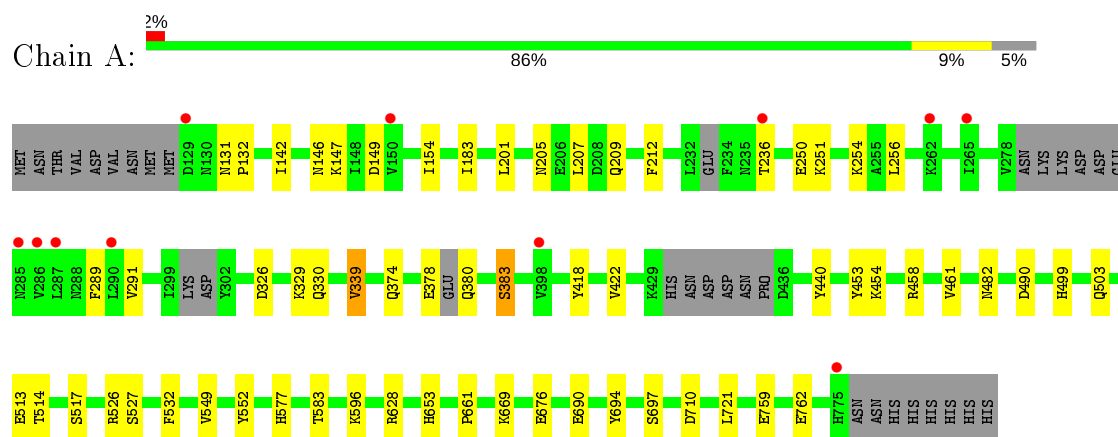 2%
Chain A:
86% 9% 5%
MET ASN THR VAL ASP VAL ASN MET MET D129 N130 N131 P132 I142 N146 K147 I148 D149 V150 I154 I183 L201 N205 E206 L207 D208 Q209 F212 L232 GLU F234 N235 T236 E250 K251 K254 A255 L256 K262 I265 V278 ASN LYS LYS ASP ASP GLU
N285 V286 L287 N288 F289 L290 V291 I299 LYS ASP Y302 D326 K329 Q330 V339 Q374 E378 GLU Q380 S383 V398 Y418 V422 K429 HIS ASN ASP ASP ASN PRO D436 Y440 Y453 K454 R458 V461 N482 D490 H499 Q503
E513 T514 S517 R526 S527 F532 V549 Y552 H577 T583 K596 R628 H653 P661 K669 E676 E690 Y694 S697 D710 L721 E759 E762 H775 ASN ASN HIS HIS HIS HIS HIS HIS